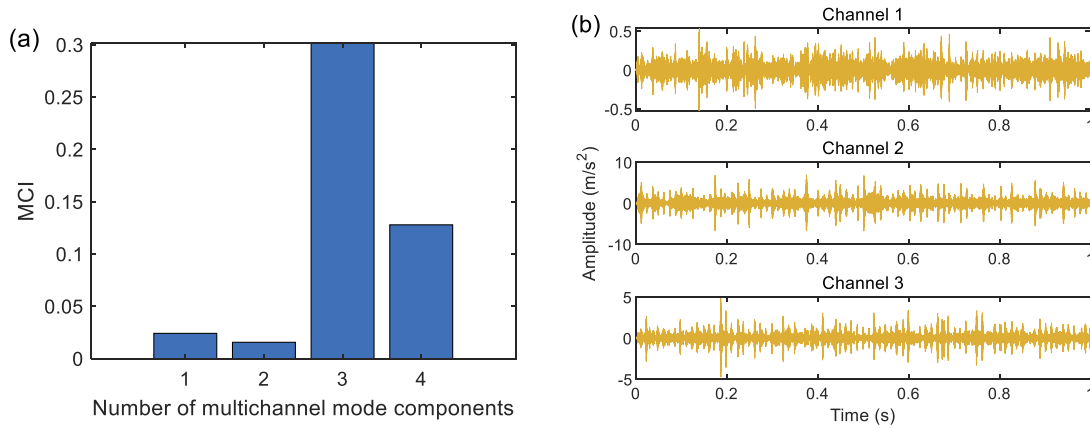 (a)
0.3
0.25
0.2
0.15
0.1
0.05
0
MCI
1 2 3 4
Number of multichannel mode components
(b)
Channel 1
0.5
0
-0.5
0 0.2 0.4 0.6 0.8 1
Channel 2
10
0
-10
0 0.2 0.4 0.6 0.8 1
Amplitude (m/s²)
Channel 3
5
0
-5
0 0.2 0.4 0.6 0.8 1
Time (s)